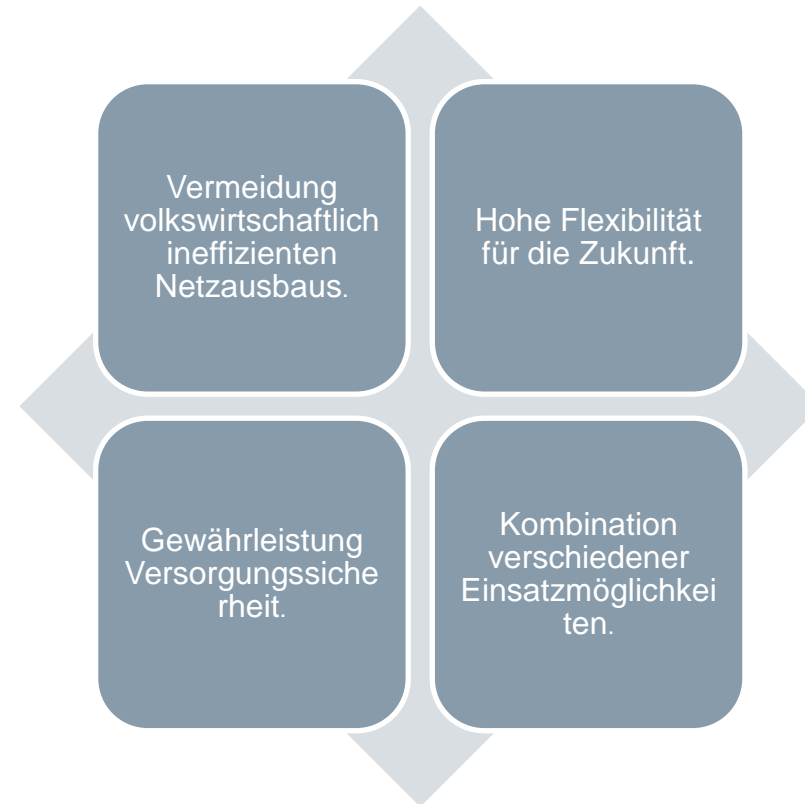 Vermeidung
volkswirtschaftlich
ineffizienten
Netzausbaus.
Hohe Flexibilität
für die Zukunft.
Gewährleistung
Versorgungssiche
rheit.
Kombination
verschiedener
Einsatzmöglichkei
ten.